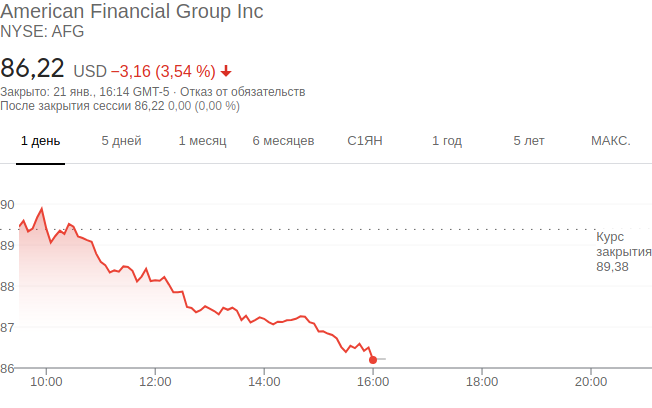 American Financial Group Inc
NYSE: AFG
86,22 USD −3,16 (3,54 %)
Закрыто: 21 янв., 16:14 GMT-5 · Отказ от обязательств
После закрытия сессии 86,22 0,00 (0,00 %)
1 день 5 дней 1 месяц 6 месяцев С1ЯН 1 год 5 лет МАКС.
90
Курс
89
закрытия
89,38
88
87
86
10:00 12:00 14:00 16:00 18:00 20:00